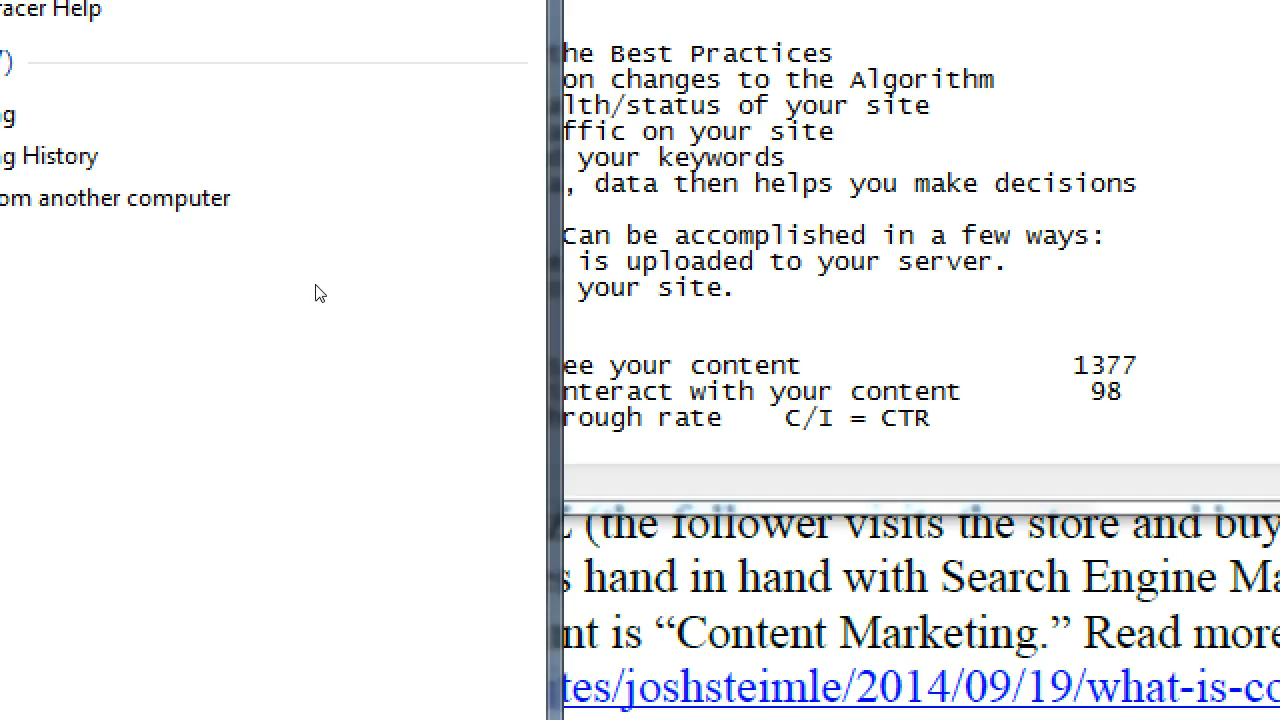 racer Help
g
g History
om another computer
the Best Practices
on changes to the Algorithm
lth/status of your site
ffic on your site
your keywords
, data then helps you make decisions
can be accomplished in a few ways:
is uploaded to your server.
your site.
ee your content 1377
nteract with your content 98
rough rate C/I = CTR
(the follower visits the store and buy
s hand in hand with Search Engine Ma
nt is “Content Marketing.” Read more
tes/joshsteimle/2014/09/19/what-is-co